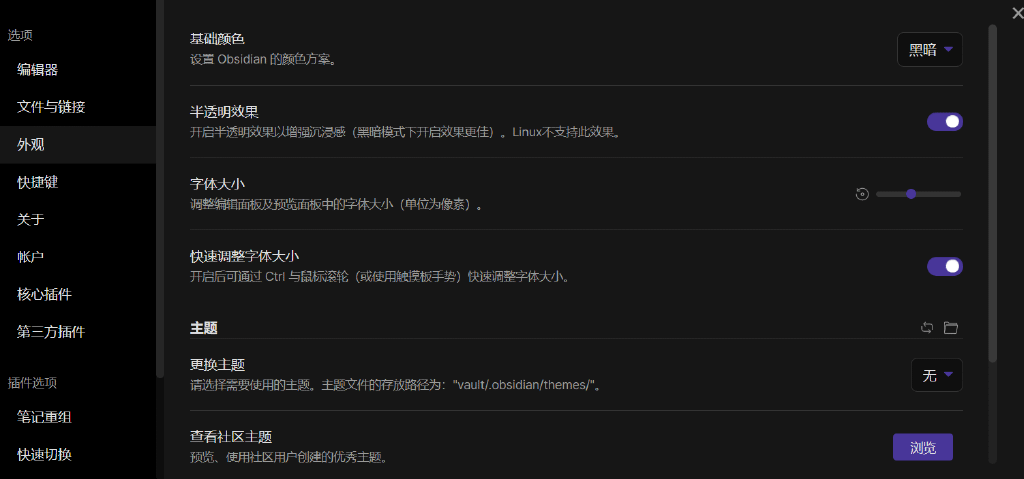 选项
编辑器
文件与链接
外观
快捷键
关于
帐户
核心插件
第三方插件
插件选项
笔记重组
快速切换
基础颜色
设置 Obsidian 的颜色方案。
黑暗
半透明效果
开启半透明效果以增强沉浸感（黑暗模式下开启效果更佳）。Linux不支持此效果。
字体大小
调整编辑面板及预览面板中的字体大小（单位为像素）。
快速调整字体大小
开启后可通过 Ctrl 与鼠标滚轮（或使用触摸板手势）快速调整字体大小。
主题
更换主题
请选择需要使用的主题。主题文件的存放路径为："vault/.obsidian/themes/"。
无
查看社区主题
预览、使用社区用户创建的优秀主题。
浏览